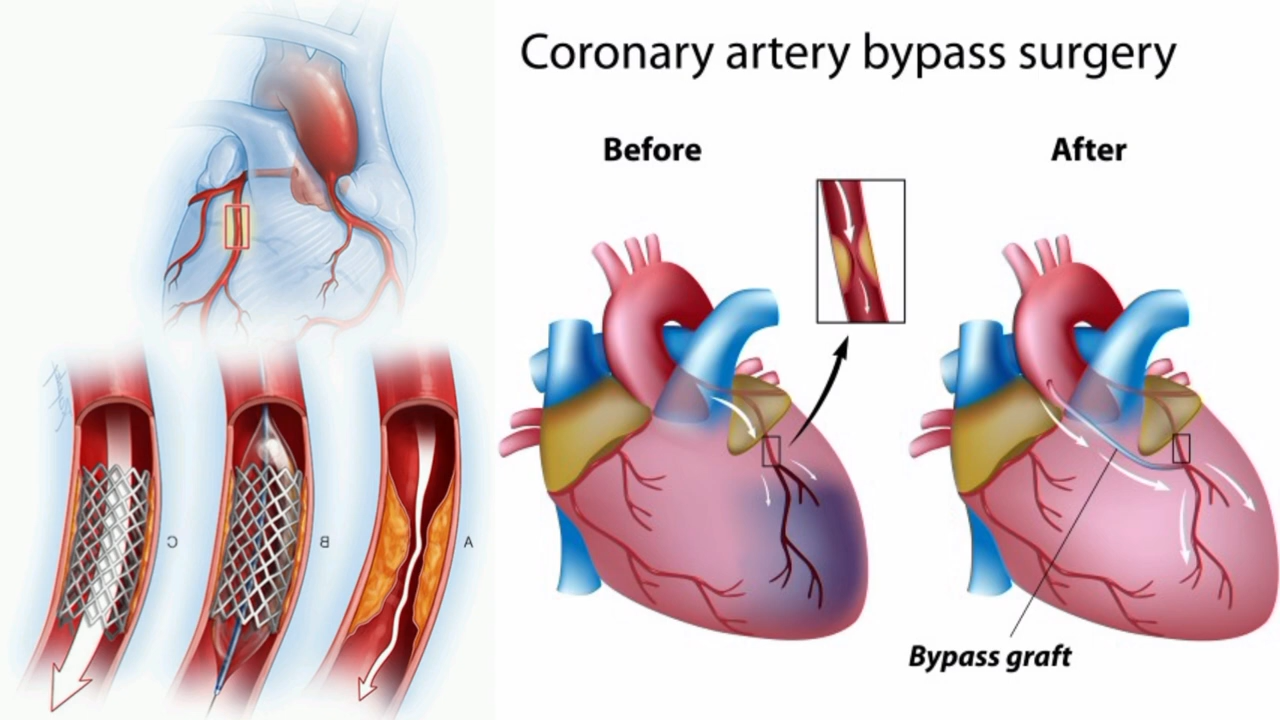 Coronary artery bypass surgery
Before
After
C
B
A
Bypass graft